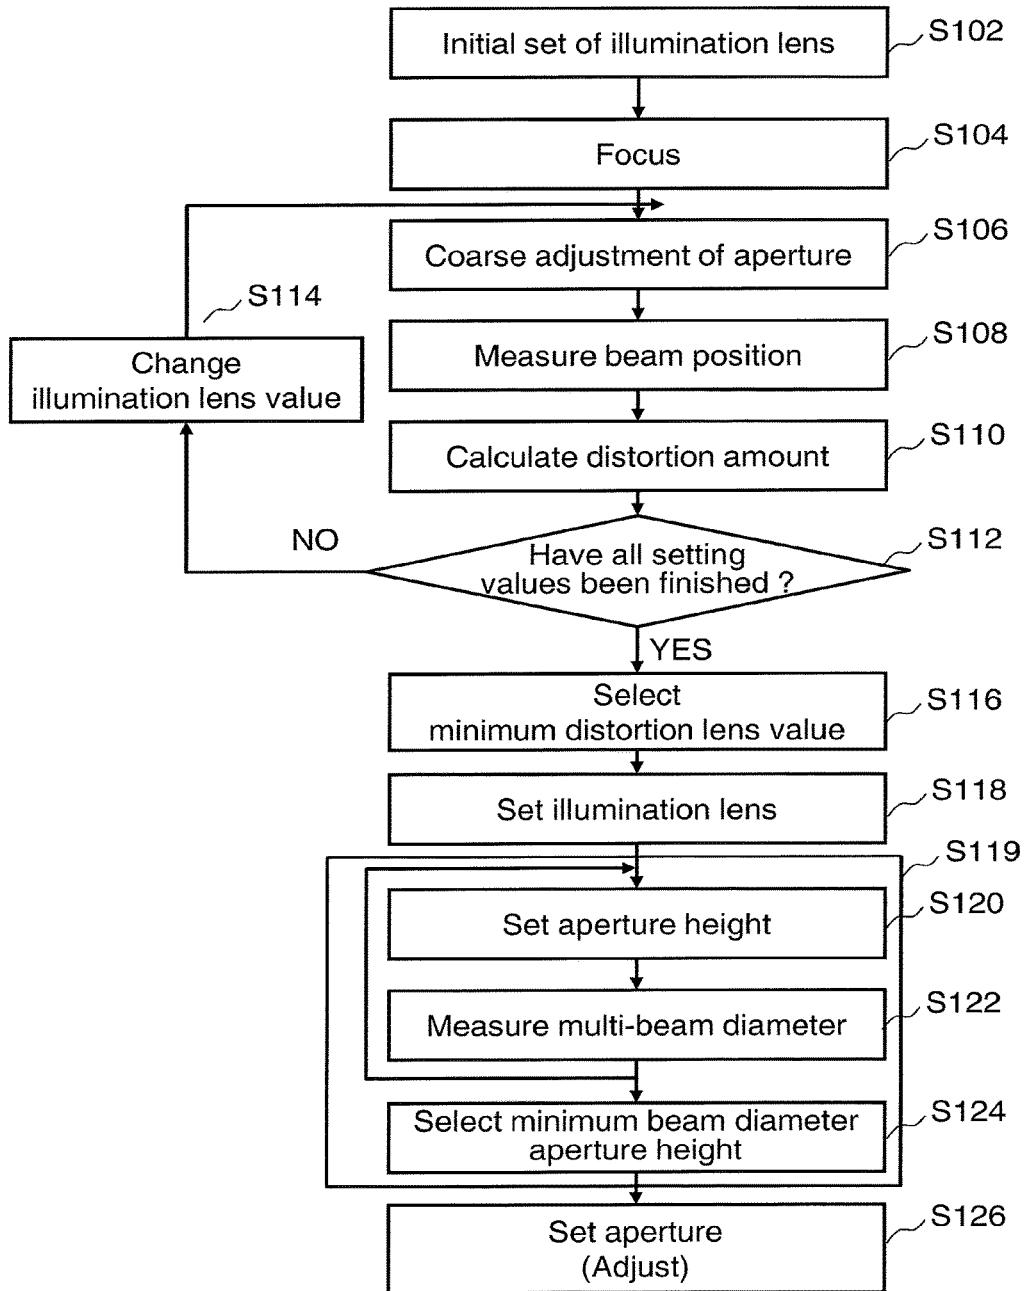 Initial set of illumination lens
S102
Focus
S104
Coarse adjustment of aperture
S106
S114
Change
illumination lens value
Measure beam position
S108
Calculate distortion amount
S110
NO
Have all setting
values been finished ?
S112
YES
Select
minimum distortion lens value
S116
Set illumination lens
S118
S119
Set aperture height
S120
Measure multi-beam diameter
S122
Select minimum beam diameter
aperture height
S124
Set aperture
(Adjust)
S126